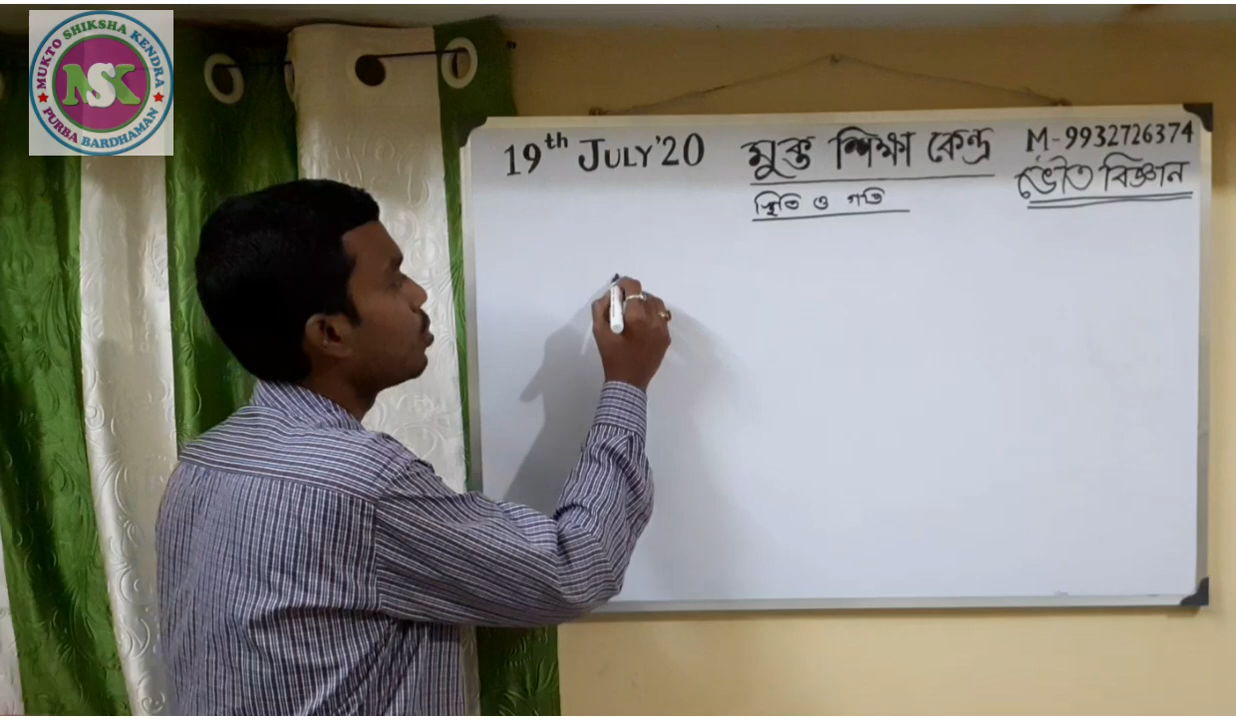 MUKTO SHIKSHA KENDRA
MSK
PURBA BARDHAMAN
19th JULY'20
মুক্ত শিক্ষা কেন্দ্র
M-9932726374
ভৌত বিজ্ঞান
স্থিতি ও গতি